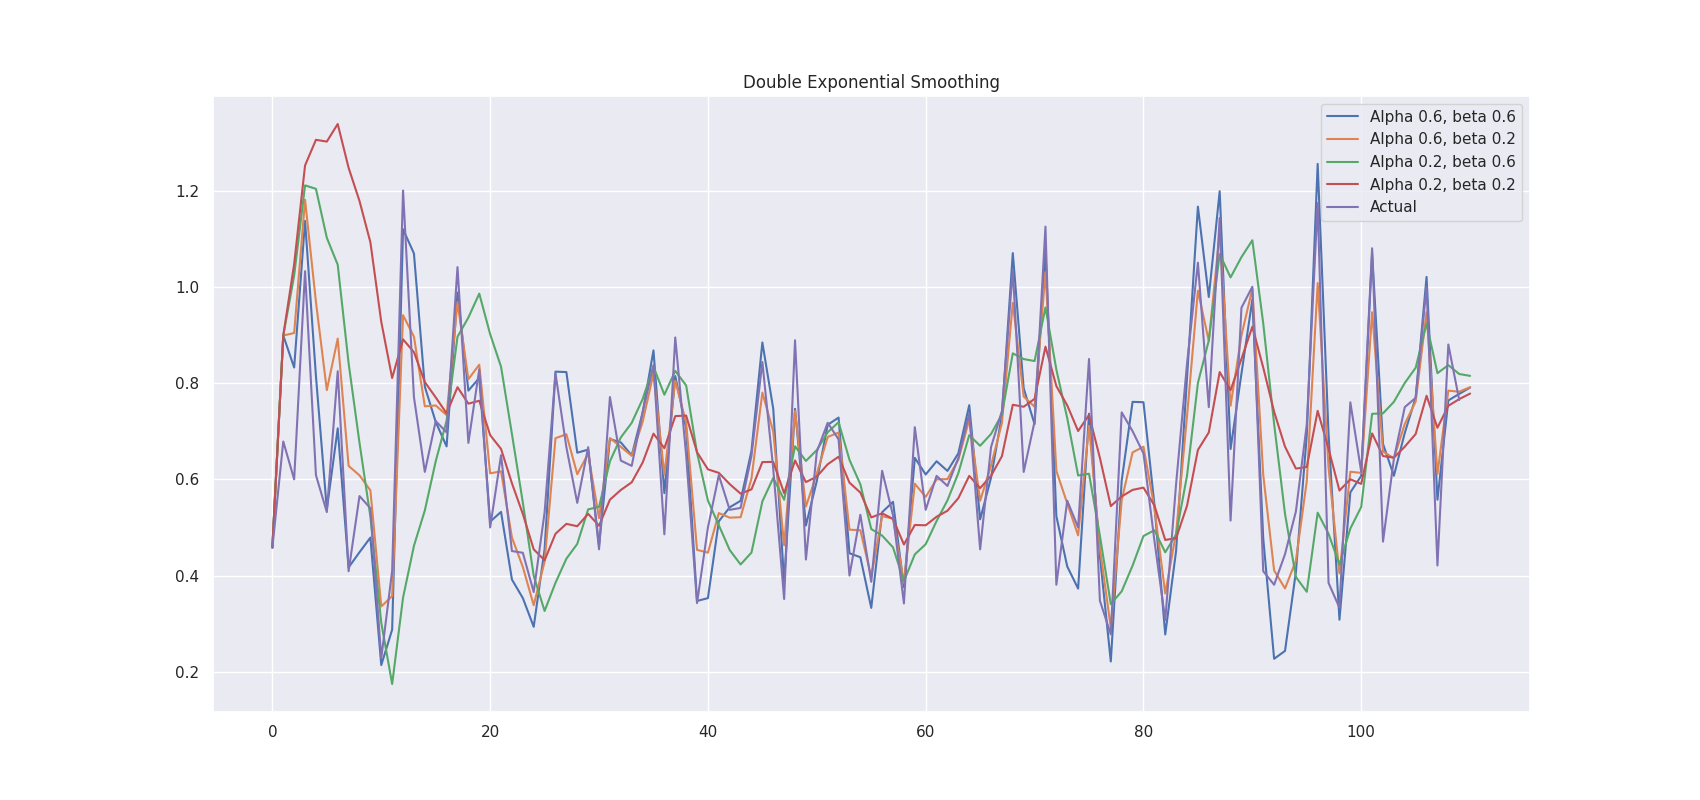 Double Exponential Smoothing
Alpha 0.6, beta 0.6
Alpha 0.6, beta 0.2
Alpha 0.2, beta 0.6
Alpha 0.2, beta 0.2
Actual
1.2
1.0
0.8
0.6
0.4
0.2
0 20 40 60 80 100